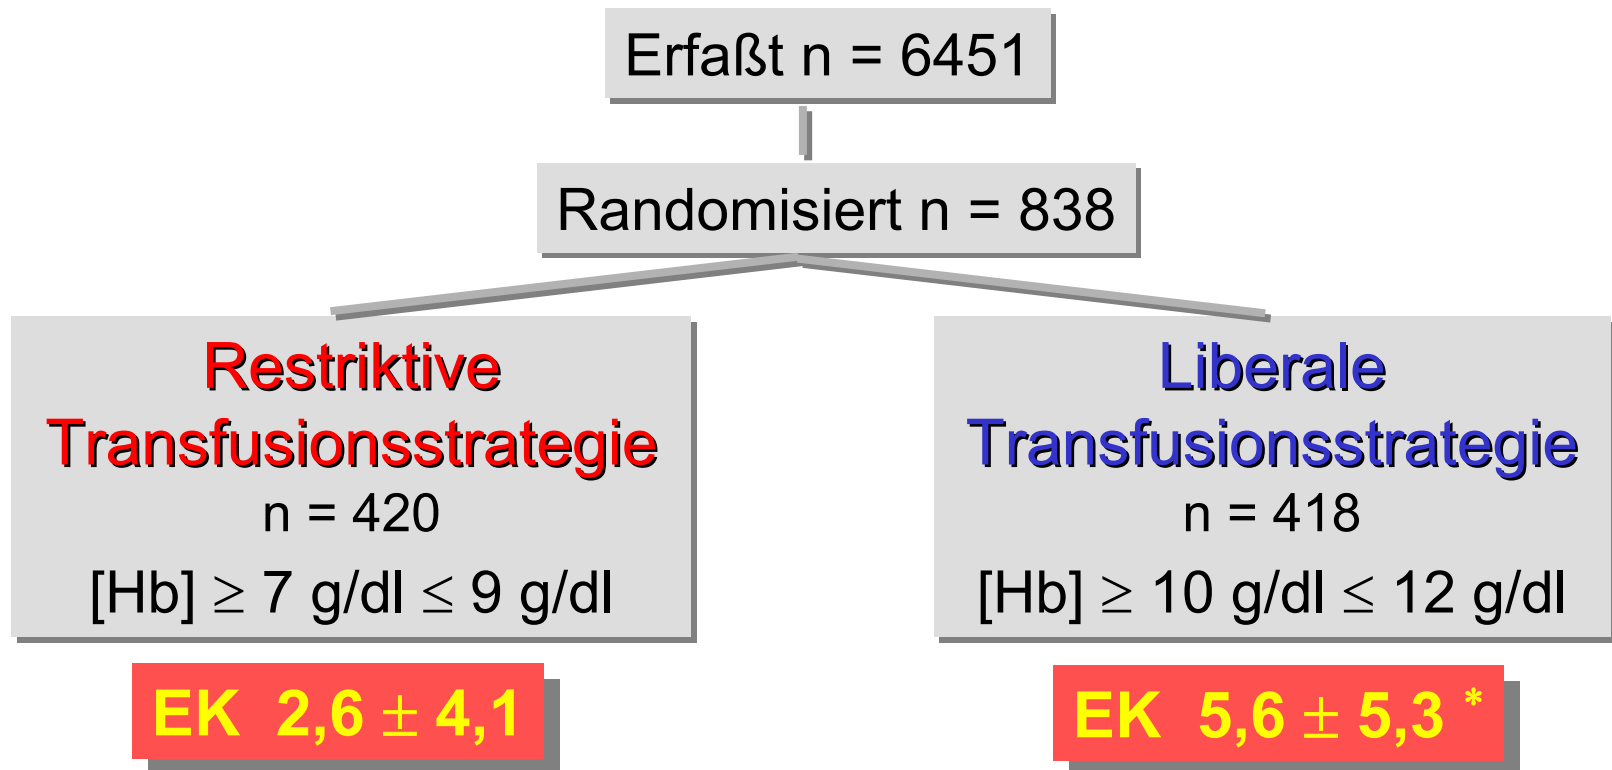 Erfaßt n = 6451
Randomisiert n = 838
Restriktive
Transfusionsstrategie
n = 420
[Hb] ≥ 7 g/dl ≤ 9 g/dl
EK 2,6 ± 4,1
Liberale
Transfusionsstrategie
n = 418
[Hb] ≥ 10 g/dl ≤ 12 g/dl
EK 5,6 ± 5,3 *